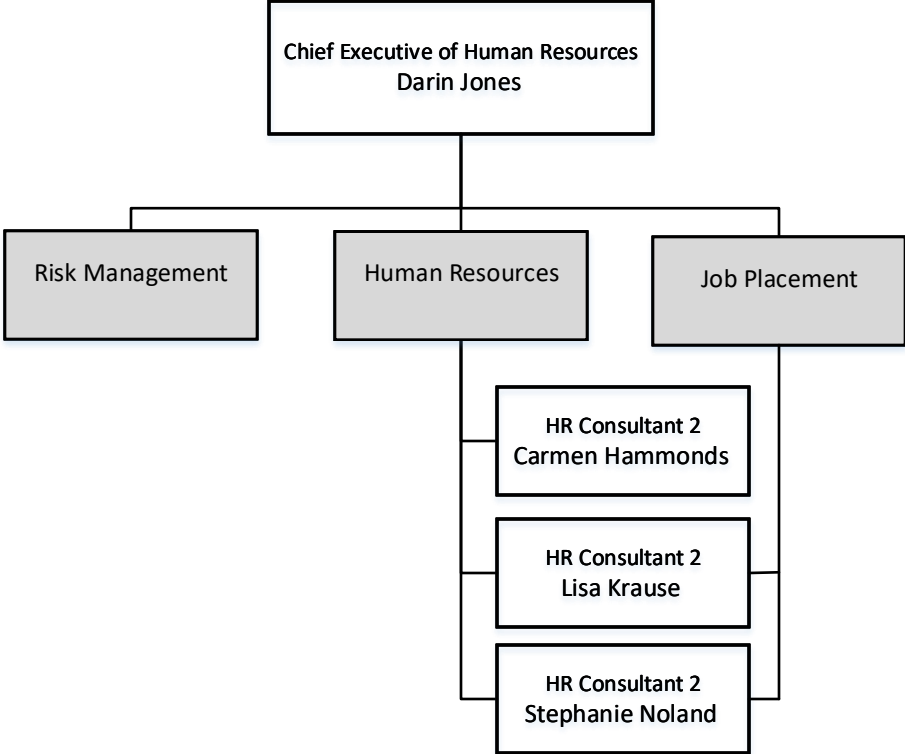 Chief Executive of Human Resources
Darin Jones
Risk Management
Human Resources
Job Placement
HR Consultant 2
Carmen Hammonds
HR Consultant 2
Lisa Krause
HR Consultant 2
Stephanie Noland